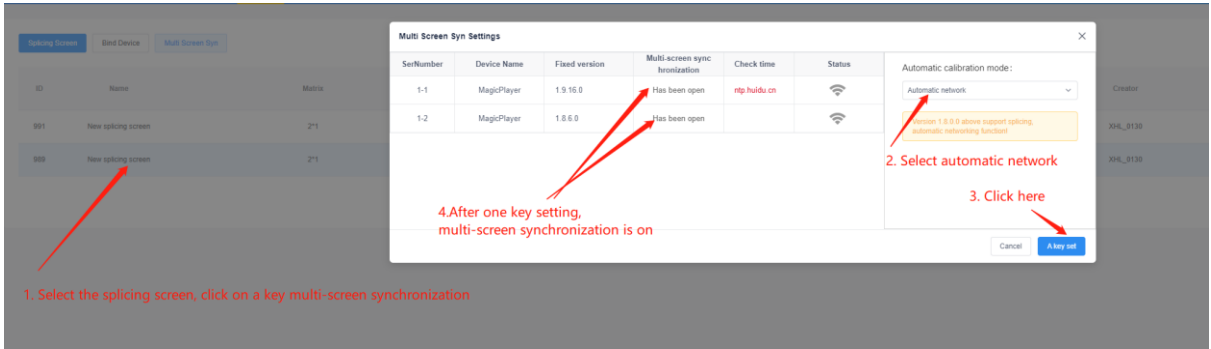 Multi Screen Syn Settings
Splicing Screen Bind Device Multi Screen Syn
SerNumber Device Name Fixed version Multi-screen sync Check time Status
hronization
Automatic calibration mode:
ID Name Matrix Creator
1-1 MagicPlayer 1.9.16.0 Has been open ntp.huidu.cn
Automatic network
1-2 MagicPlayer 1.8.6.0 Has been open
Version 1.8.0.0 above support splicing,
automatic networking function!
991 New splicing screen 2*1 XHL_0130
988 New splicing screen 2*1 XHL_0130
2. Select automatic network
3. Click here
4.After one key setting,
multi-screen synchronization is on
Cancel A key set
1. Select the splicing screen, click on a key multi-screen synchronization